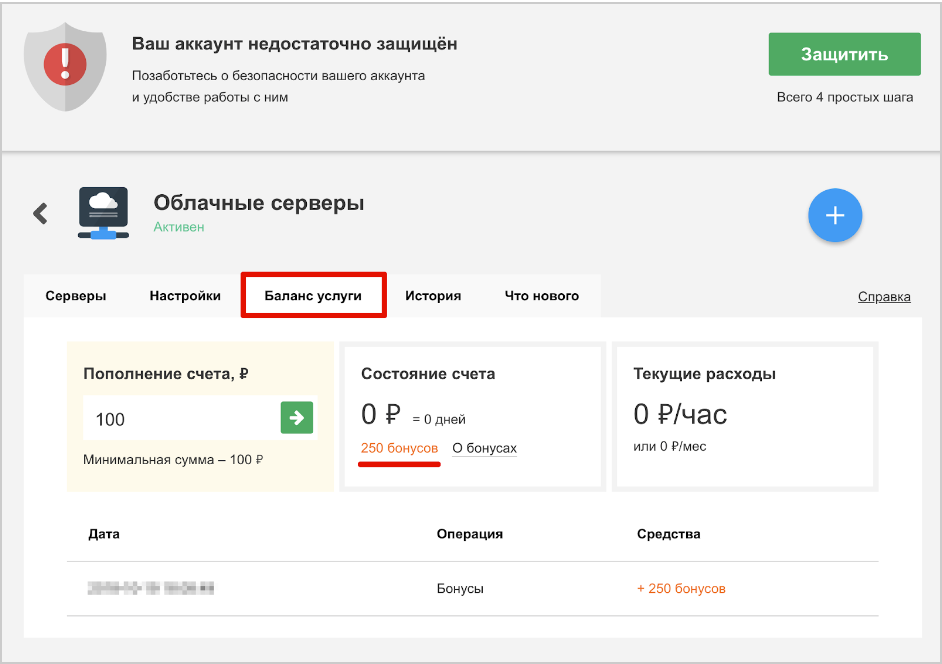 Ваш аккаунт недостаточно защищён
Позаботьтесь о безопасности вашего аккаунта
и удобстве работы с ним
Защитить
Всего 4 простых шага
Облачные серверы
Активен
Серверы
Настройки
Баланс услуги
История
Что нового
Справка
Пополнение счета, ₽
100
Минимальная сумма – 100 ₽
Состояние счета
0 ₽ = 0 дней
250 бонусов О бонусах
Текущие расходы
0 ₽/час
или 0 ₽/мес
Дата Операция Средства
Бонусы + 250 бонусов